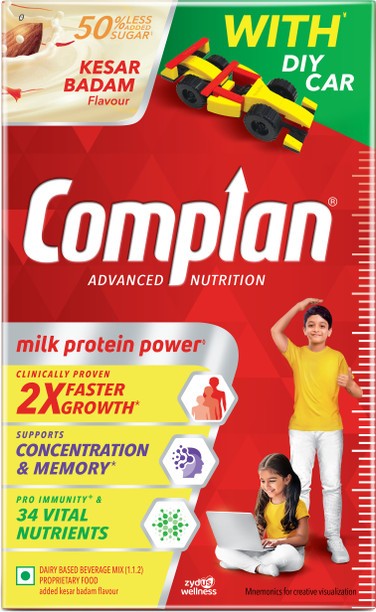 50% LESS ADDED SUGAR^
KESAR
BADAM
Flavour
WITH
DIY
CAR
Complan®
ADVANCED NUTRITION
milk protein power
CLINICALLY PROVEN
2X FASTER GROWTH*
SUPPORTS
CONCENTRATION
& MEMORY*
PRO IMMUNITY* &
34 VITAL
NUTRIENTS
DAIRY BASED BEVERAGE MIX (1.1.2)
PROPRIETARY FOOD
added kesar badam flavour
zydus
wellness
Mnemonics for creative visualization